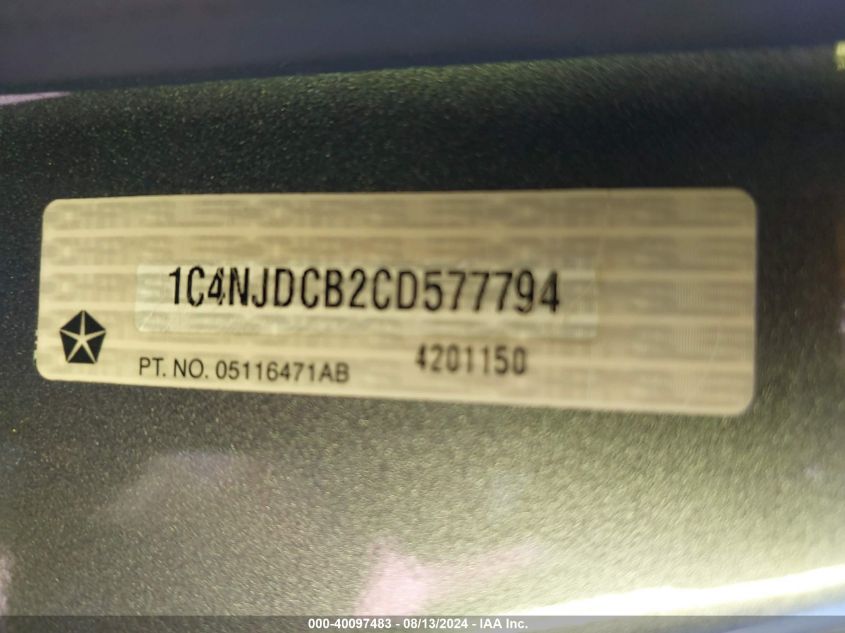 1C4NJDCB2CD577794
PT. NO. 05116471AB 4201150
000-40097483 - 08/13/2024 - IAA Inc.